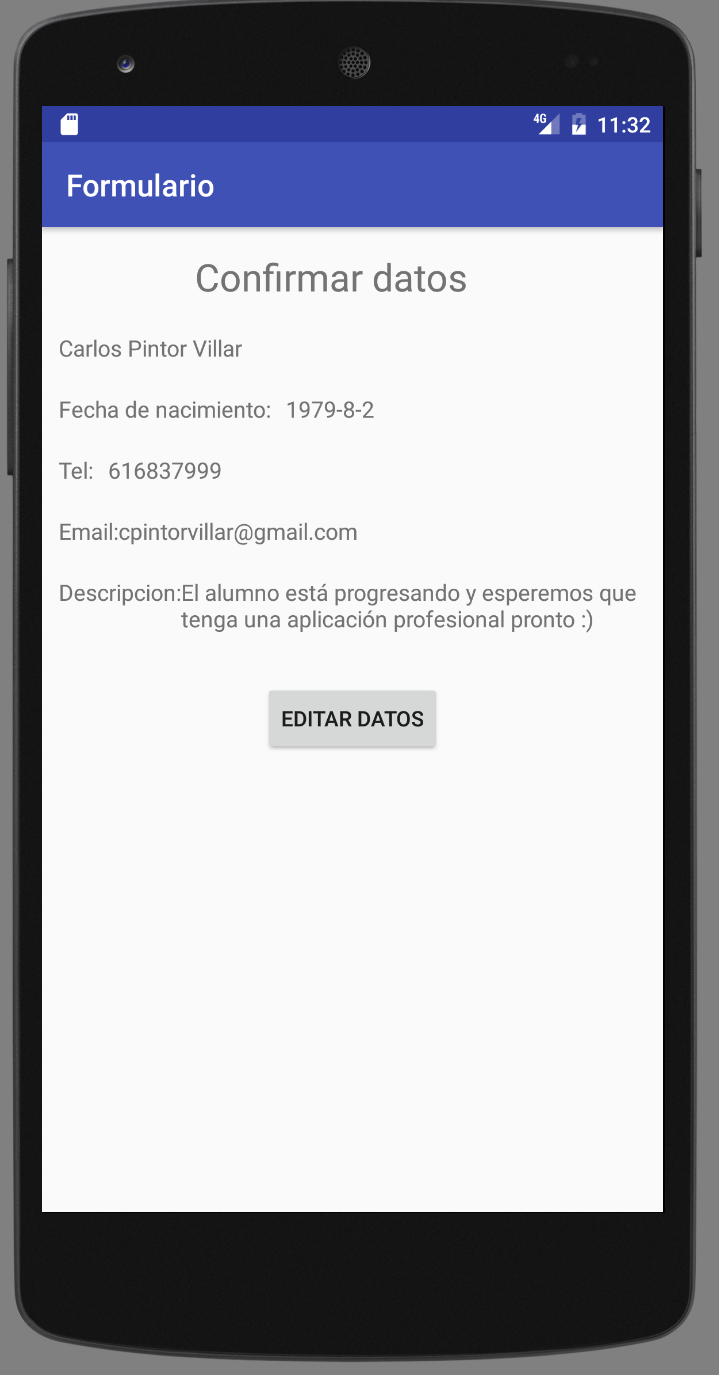 4G 11:32
Formulario
Confirmar datos
Carlos Pintor Villar
Fecha de nacimiento: 1979-8-2
Tel: 616837999
Email:cpintorvillar@gmail.com
Descripcion:El alumno está progresando y esperemos que
tenga una aplicación profesional pronto :)
EDITAR DATOS